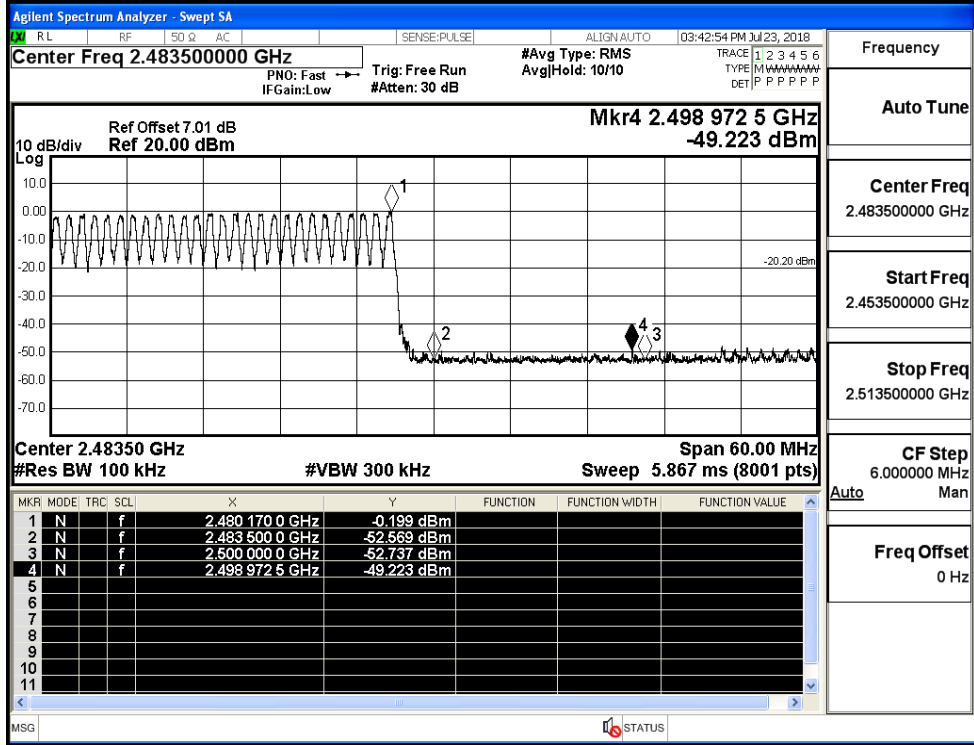 Agilent Spectrum Analyzer - Swept SA
LXI RL RF 50 Ω AC SENSE:PULSE ALIGN AUTO 03:42:54 PM Jul 23, 2018
Center Freq 2.483500000 GHz
PNO: Fast
IFGain:Low
Trig: Free Run
#Atten: 30 dB
#Avg Type: RMS
Avg|Hold: 10/10
TRACE 1 2 3 4 5 6
TYPE M W W W W W
DET P P P P P P
Mkr4 2.498 972 5 GHz
-49.223 dBm
Ref Offset 7.01 dB
10 dB/div Ref 20.00 dBm
Log
10.0
0.00
-10.0
-20.0
-30.0
-40.0
-50.0
-60.0
-70.0
1
-20.20 dBm
2
4
3
Center 2.48350 GHz Span 60.00 MHz
#Res BW 100 kHz #VBW 300 kHz Sweep 5.867 ms (8001 pts)
MKR MODE TRC SCL X Y FUNCTION FUNCTION WIDTH FUNCTION VALUE
1 N f 2.480 170 0 GHz -0.199 dBm
2 N f 2.483 500 0 GHz -52.569 dBm
3 N f 2.500 000 0 GHz -52.737 dBm
4 N f 2.498 972 5 GHz -49.223 dBm
5
6
7
8
9
10
11
MSG STATUS
Frequency
Auto Tune
Center Freq
2.483500000 GHz
Start Freq
2.453500000 GHz
Stop Freq
2.513500000 GHz
CF Step
6.000000 MHz
Auto Man
Freq Offset
0 Hz